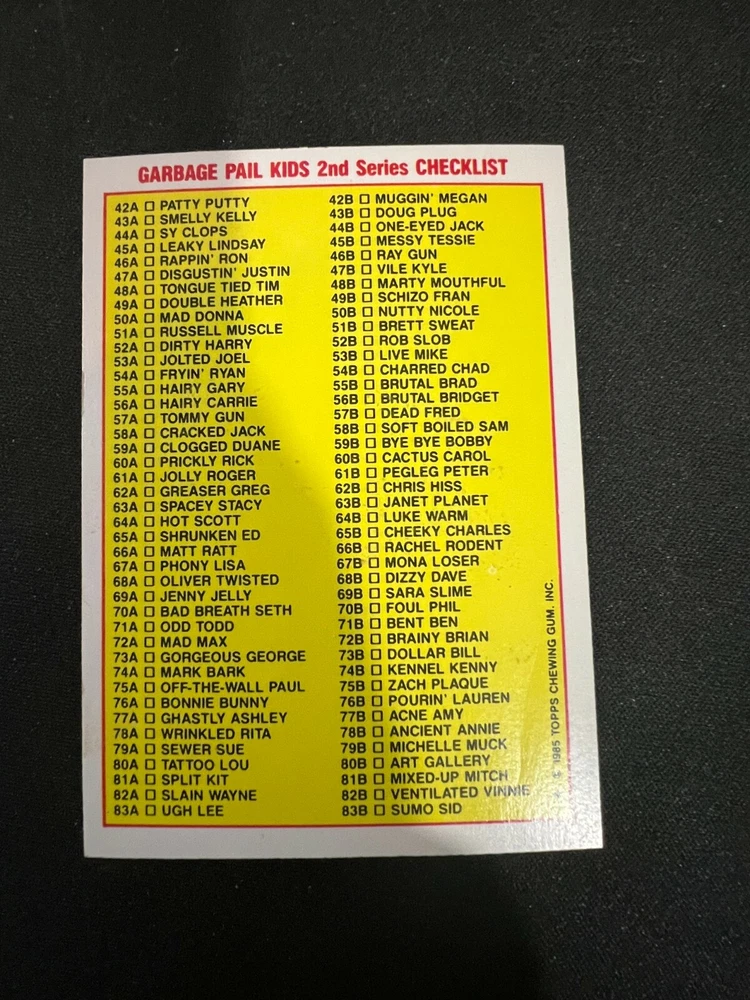 GARBAGE PAIL KIDS 2nd Series CHECKLIST
42A ☐ PATTY PUTTY
43A ☐ SMELLY KELLY
44A ☐ SY CLOPS
45A ☐ LEAKY LINDSAY
46A ☐ RAPPIN' RON
47A ☐ DISGUSTIN' JUSTIN
48A ☐ TONGUE TIED TIM
49A ☐ DOUBLE HEATHER
50A ☐ MAD DONNA
51A ☐ RUSSELL MUSCLE
52A ☐ DIRTY HARRY
53A ☐ JOLTED JOEL
54A ☐ FRYIN' RYAN
55A ☐ HAIRY GARY
56A ☐ HAIRY CARRIE
57A ☐ TOMMY GUN
58A ☐ CRACKED JACK
59A ☐ CLOGGED DUANE
60A ☐ PRICKLY RICK
61A ☐ JOLLY ROGER
62A ☐ GREASER GREG
63A ☐ SPACEY STACY
64A ☐ HOT SCOTT
65A ☐ SHRUNKEN ED
66A ☐ MATT RATT
67A ☐ PHONY LISA
68A ☐ OLIVER TWISTED
69A ☐ JENNY JELLY
70A ☐ BAD BREATH SETH
71A ☐ ODD TODD
72A ☐ MAD MAX
73A ☐ GORGEOUS GEORGE
74A ☐ MARK BARK
75A ☐ OFF-THE-WALL PAUL
76A ☐ BONNIE BUNNY
77A ☐ GHASTLY ASHLEY
78A ☐ WRINKLED RITA
79A ☐ SEWER SUE
80A ☐ TATTOO LOU
81A ☐ SPLIT KIT
82A ☐ SLAIN WAYNE
83A ☐ UGH LEE
42B ☐ MUGGIN' MEGAN
43B ☐ DOUG PLUG
44B ☐ ONE-EYED JACK
45B ☐ MESSY TESSIE
46B ☐ RAY GUN
47B ☐ VILE KYLE
48B ☐ MARTY MOUTHFUL
49B ☐ SCHIZO FRAN
50B ☐ NUTTY NICOLE
51B ☐ BRETT SWEAT
52B ☐ ROB SLOB
53B ☐ LIVE MIKE
54B ☐ CHARRED CHAD
55B ☐ BRUTAL BRAD
56B ☐ BRUTAL BRIDGET
57B ☐ DEAD FRED
58B ☐ SOFT BOILED SAM
59B ☐ BYE BYE BOBBY
60B ☐ CACTUS CAROL
61B ☐ PEGLEG PETER
62B ☐ CHRIS HISS
63B ☐ JANET PLANET
64B ☐ LUKE WARM
65B ☐ CHEEKY CHARLES
66B ☐ RACHEL RODENT
67B ☐ MONA LOSER
68B ☐ DIZZY DAVE
69B ☐ SARA SLIME
70B ☐ FOUL PHIL
71B ☐ BENT BEN
72B ☐ BRAINY BRIAN
73B ☐ DOLLAR BILL
74B ☐ KENNEL KENNY
75B ☐ ZACH PLAQUE
76B ☐ POURIN' LAUREN
77B ☐ ACNE AMY
78B ☐ ANCIENT ANNIE
79B ☐ MICHELLE MUCK
80B ☐ ART GALLERY
81B ☐ MIXED-UP MITCH
82B ☐ VENTILATED VINNIE
83B ☐ SUMO SID
* © 1985 TOPPS CHEWING GUM. INC.